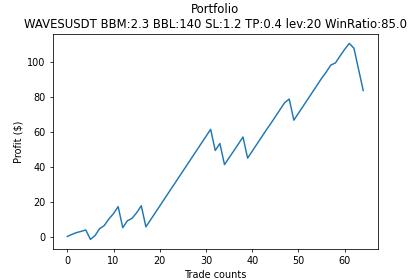 Portfolio
WAVESUSDT BBM:2.3 BBL:140 SL:1.2 TP:0.4 lev:20 WinRatio:85.0
100
80
60
40
20
0
Profit ($)
0 10 20 30 40 50 60
Trade counts